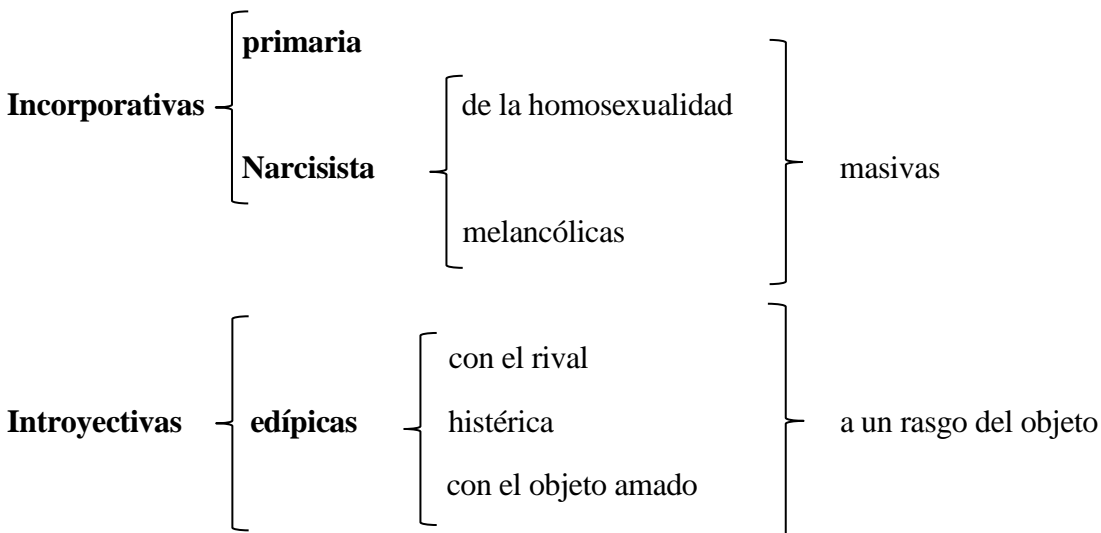 primaria
Incorporativas
de la homosexualidad
Narcisista
masivas
melancólicas
con el rival
Introyectivas
edípicas
histérica
a un rasgo del objeto
con el objeto amado